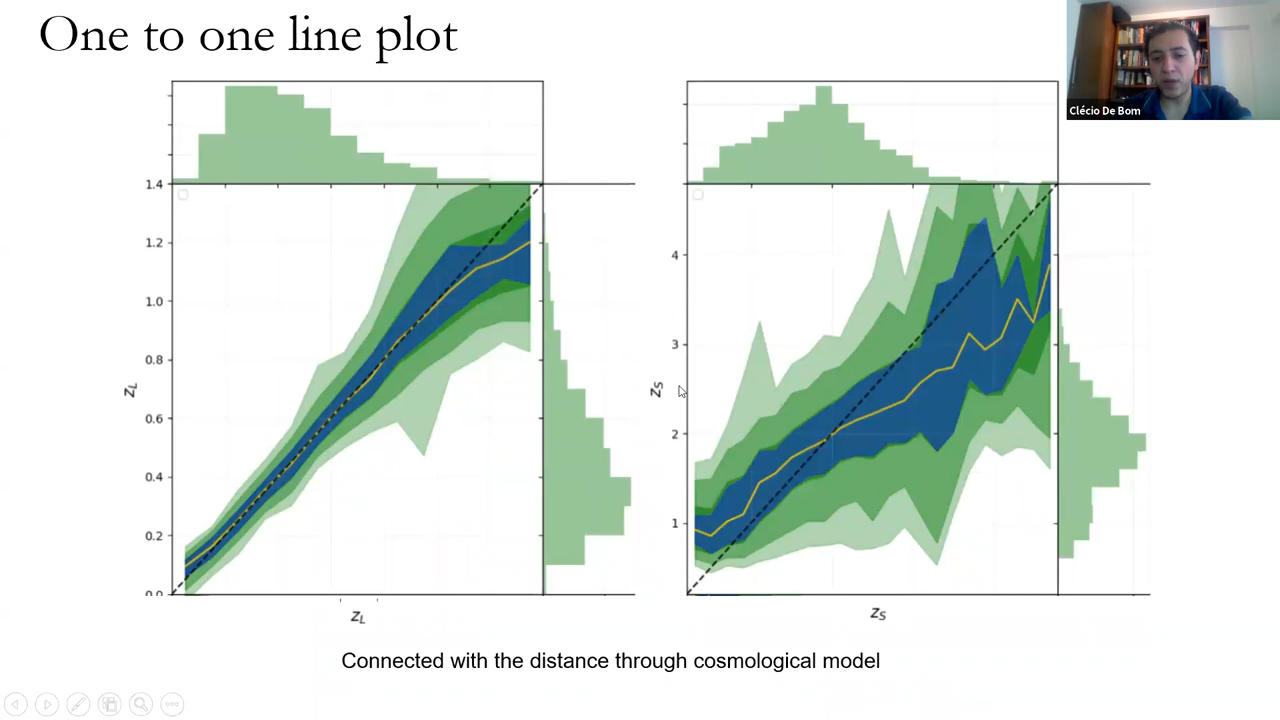 One to one line plot
Clécio De Bom
1.4
1.2
1.0
0.8
0.6
0.4
0.2
0.0
z_L
z_L
4
3
2
1
z_S
z_S
Connected with the distance through cosmological model